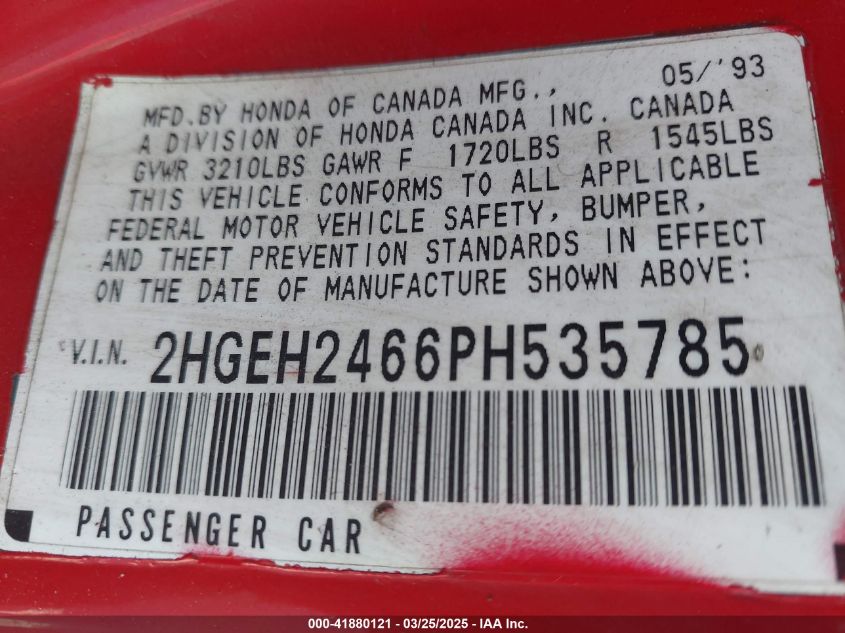 05/'93
MFD.BY HONDA OF CANADA MFG.,
A DIVISION OF HONDA CANADA INC. CANADA
GVWR 3210LBS GAWR F 1720LBS R 1545LBS
THIS VEHICLE CONFORMS TO ALL APPLICABLE
FEDERAL MOTOR VEHICLE SAFETY, BUMPER,
AND THEFT PREVENTION STANDARDS IN EFFECT
ON THE DATE OF MANUFACTURE SHOWN ABOVE:
V.I.N. 2HGEH2466PH535785
PASSENGER CAR
000-41880121 - 03/25/2025 - IAA Inc.